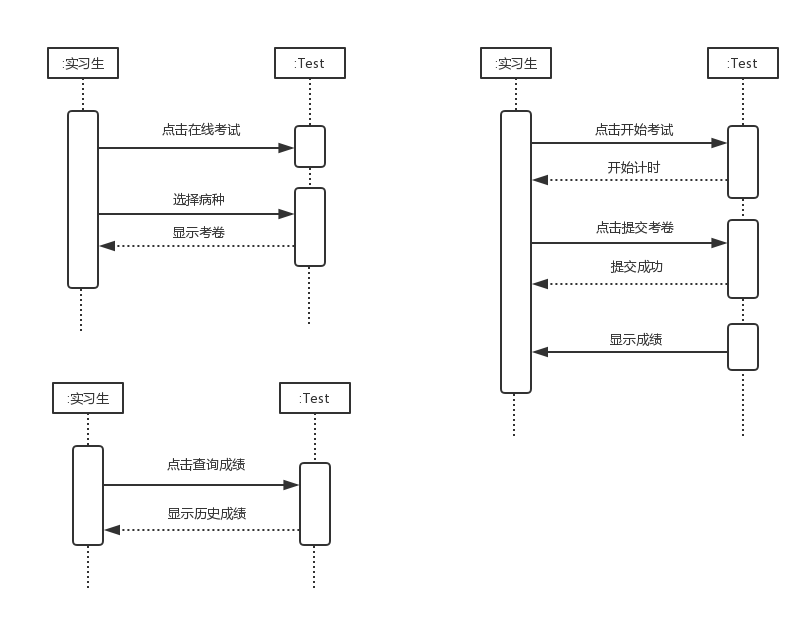 :实习生
:Test
点击在线考试
选择病种
显示考卷
:实习生
:Test
点击开始考试
开始计时
点击提交考卷
提交成功
显示成绩
:实习生
:Test
点击查询成绩
显示历史成绩